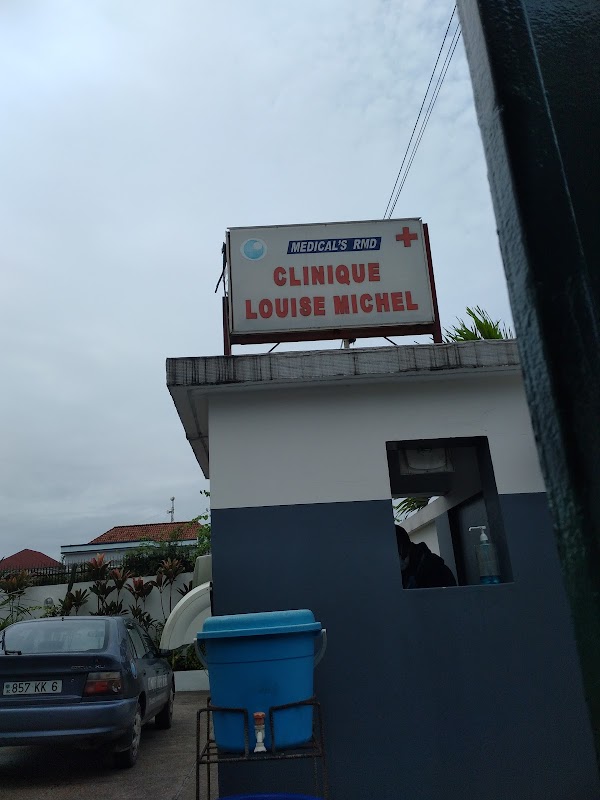 MEDICAL'S RMD
CLINIQUE
LOUISE MICHEL
857 KK 6